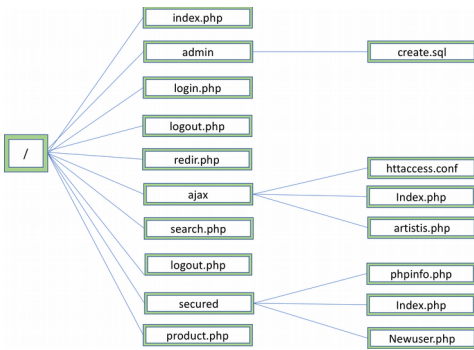 index.php
admin
create.sql
login.php
logout.php
/
redir.php
httaccess.conf
ajax
Index.php
search.php
artistis.php
logout.php
phpinfo.php
secured
Index.php
product.php
Newuser.php